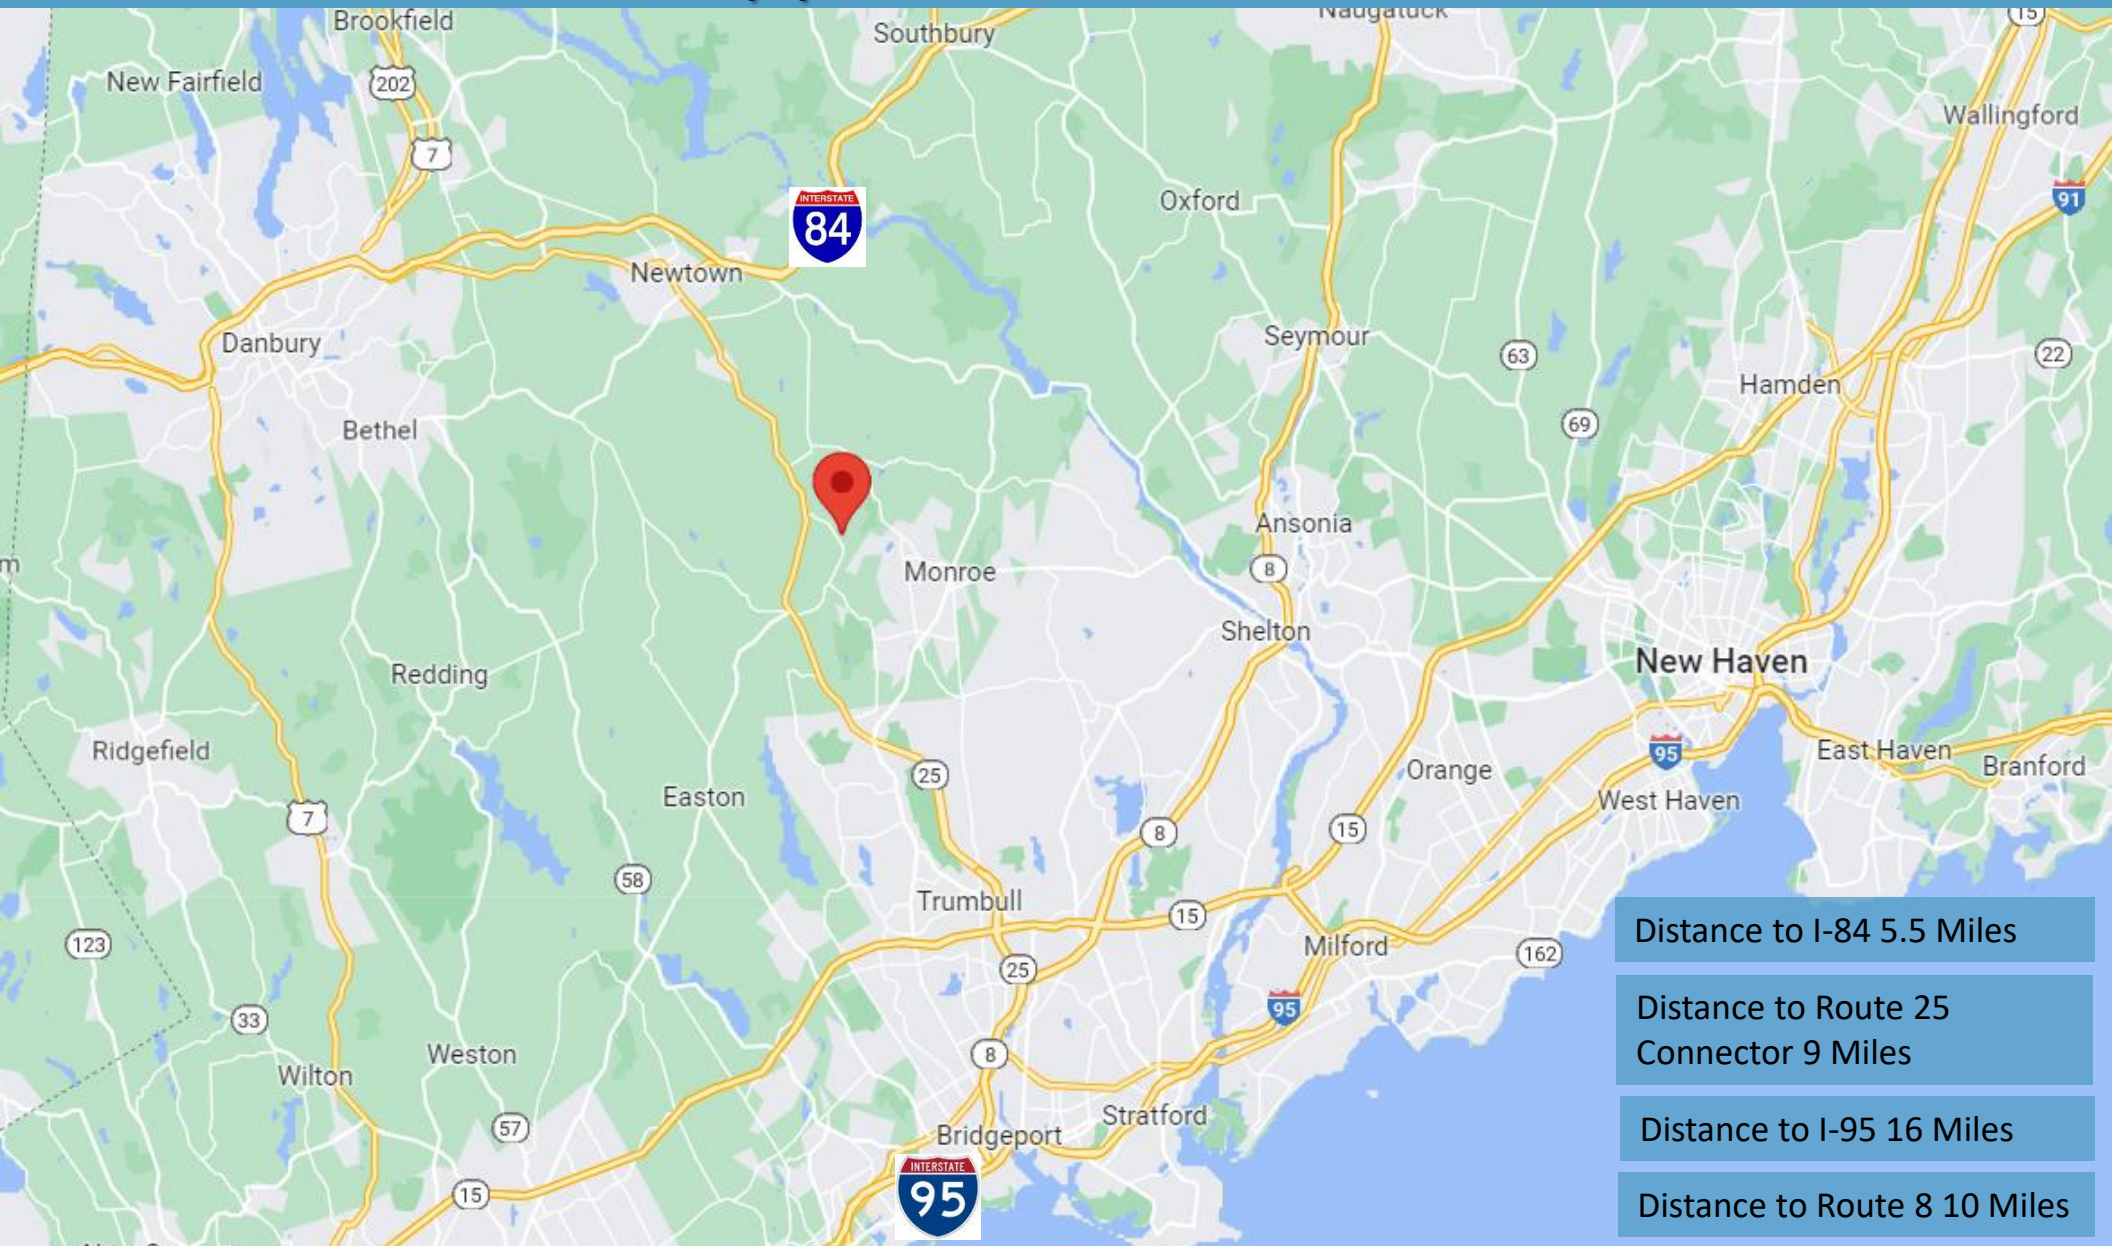 Brookfield
Southbury
Naugatuck
15
New Fairfield
202
Wallingford
7
Oxford
91
INTERSTATE
84
Newtown
Danbury
Seymour
63
22
Hamden
Bethel
69
Ansonia
m
Monroe
8
Shelton
New Haven
Redding
Ridgefield
95
East Haven
Branford
25
Orange
Easton
West Haven
7
8
15
58
Trumbull
15
123
Milford
162
25
95
33
8
Weston
Wilton
Stratford
57
Bridgeport
INTERSTATE
95
15
Distance to I-84 5.5 Miles
Distance to Route 25
Connector 9 Miles
Distance to I-95 16 Miles
Distance to Route 8 10 Miles